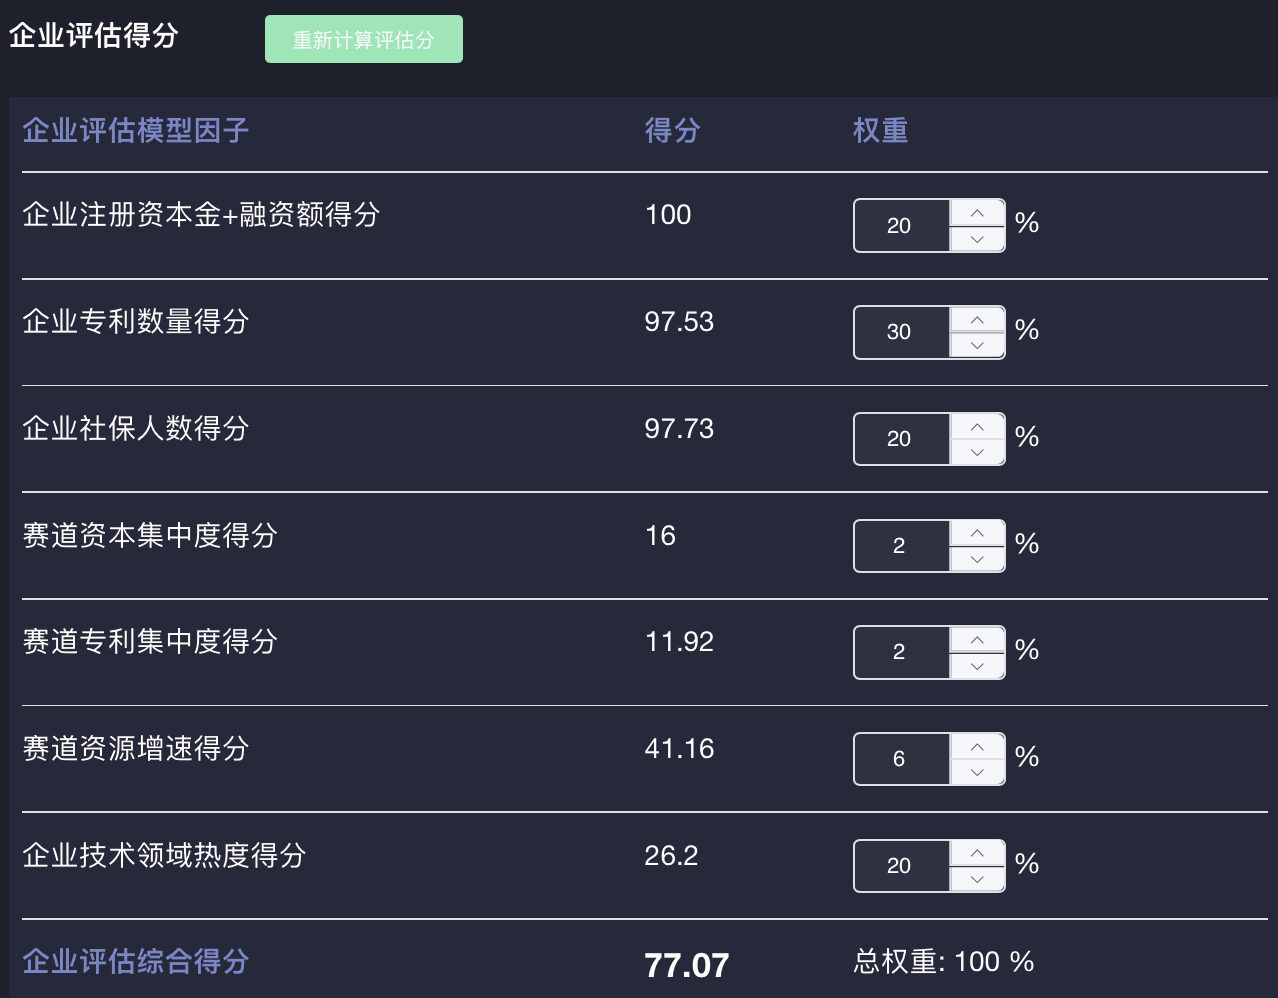 企业评估得分 重新计算评估分
企业评估模型因子 得分 权重
企业注册资本金+融资额得分 100 20 %
企业专利数量得分 97.53 30 %
企业社保人数得分 97.73 20 %
赛道资本集中度得分 16 2 %
赛道专利集中度得分 11.92 2 %
赛道资源增速得分 41.16 6 %
企业技术领域热度得分 26.2 20 %
企业评估综合得分 77.07 总权重: 100 %